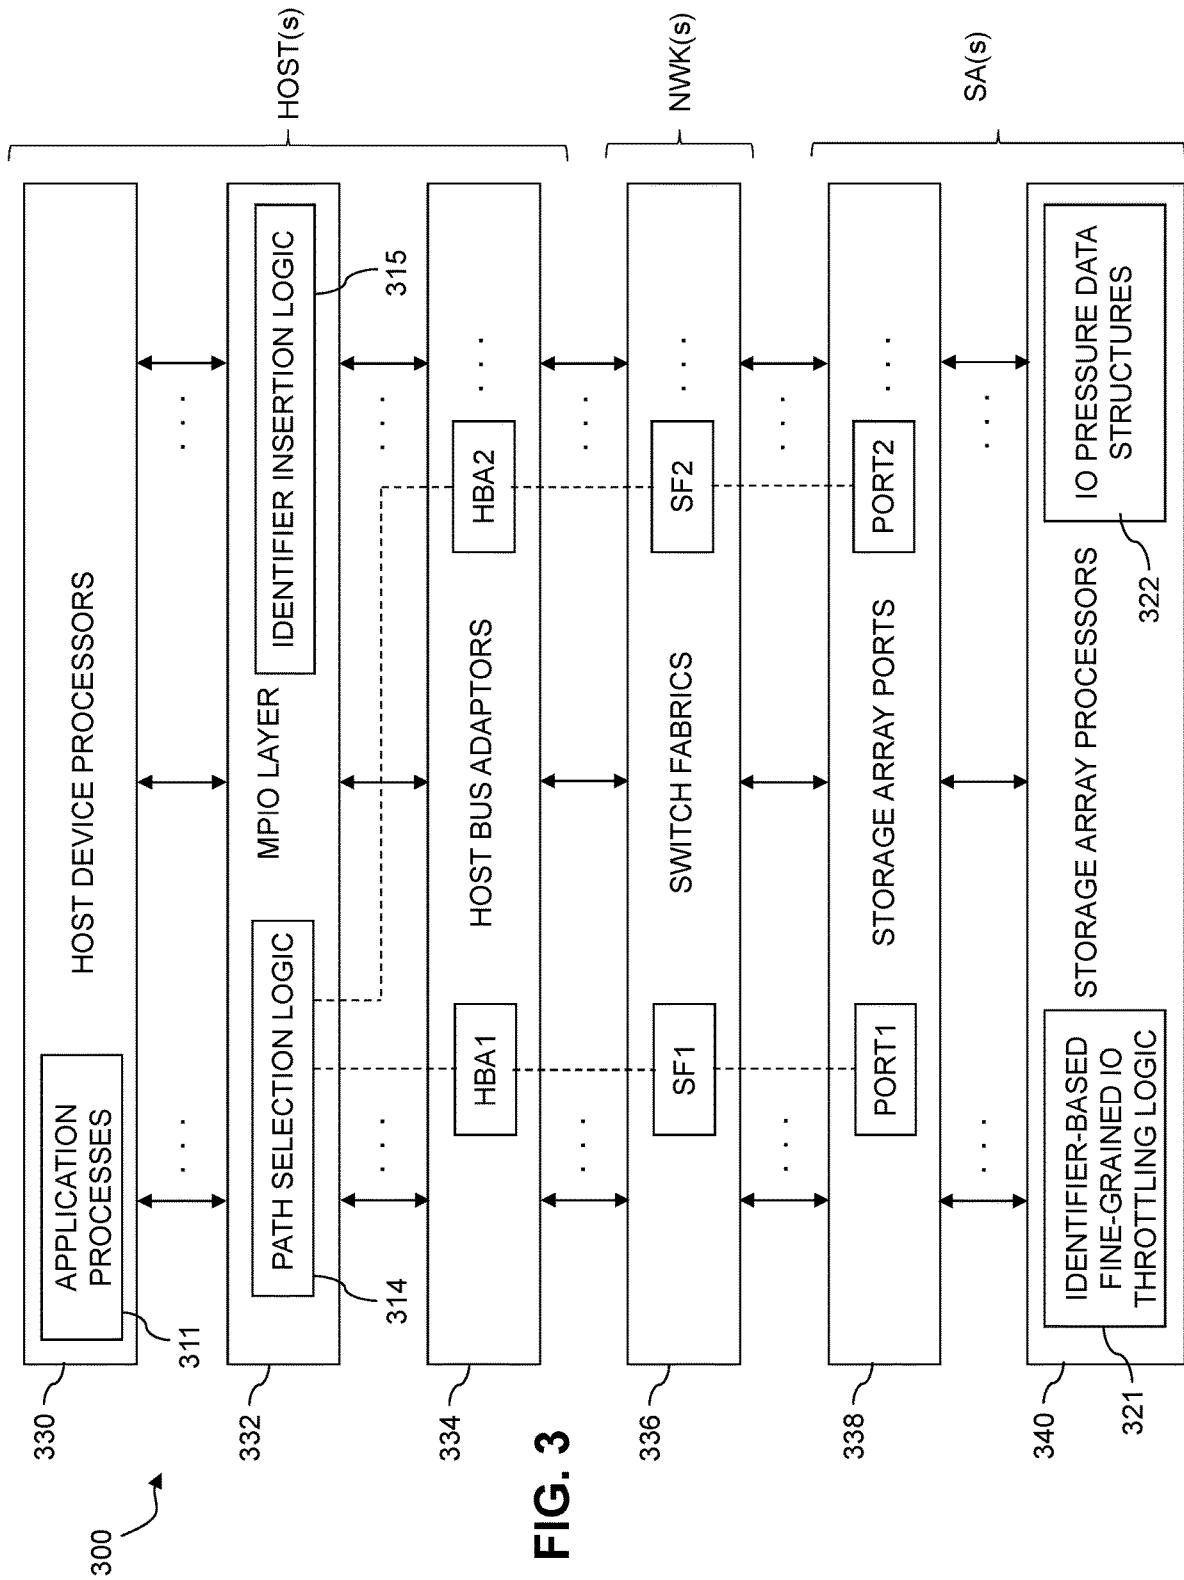 300
330
APPLICATION
PROCESSES
311
HOST DEVICE PROCESSORS
HOST(s)
332
PATH SELECTION LOGIC
314
MPIO LAYER
IDENTIFIER INSERTION LOGIC
315
334
HBA1
HOST BUS ADAPTORS
HBA2
. . .
336
SF1
SWITCH FABRICS
SF2
. . .
NWK(s)
338
PORT1
STORAGE ARRAY PORTS
PORT2
. . .
SA(s)
340
IDENTIFIER-BASED
FINE-GRAINED IO
THROTTLING LOGIC
321
STORAGE ARRAY PROCESSORS
IO PRESSURE DATA
STRUCTURES
322
FIG. 3